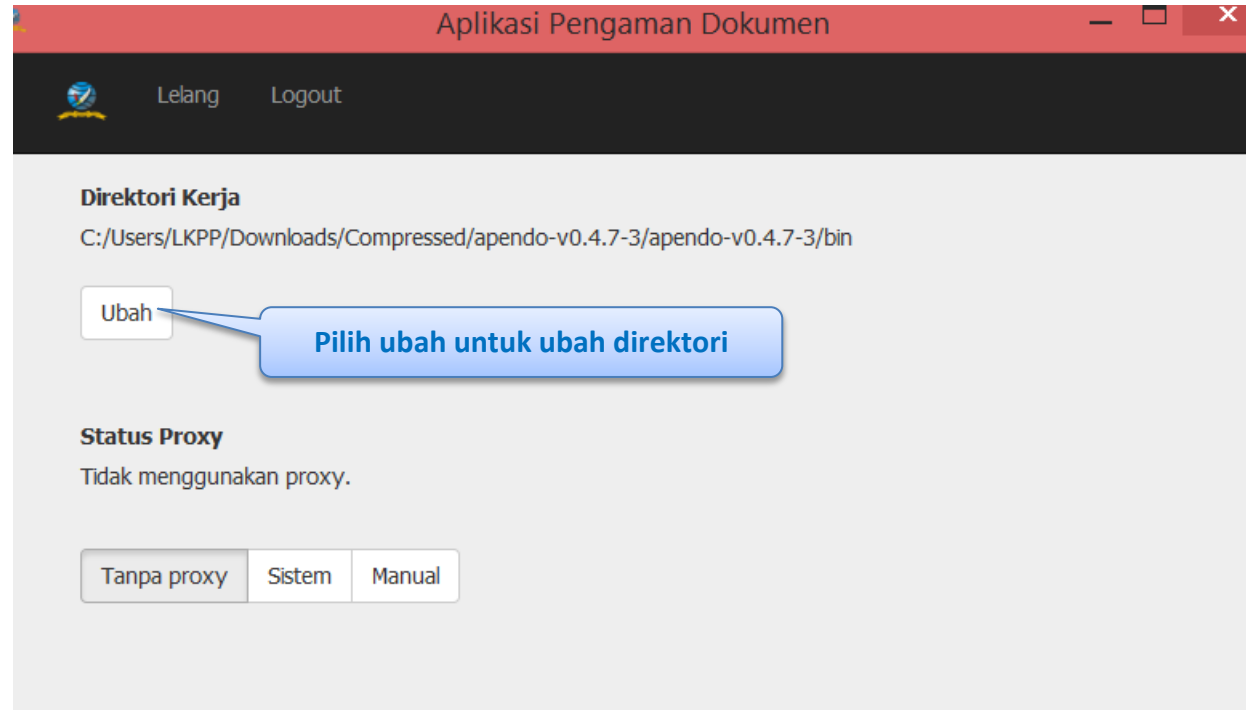 Aplikasi Pengaman Dokumen
Lelang Logout
Direktori Kerja
C:/Users/LKPP/Downloads/Compressed/apendo-v0.4.7-3/apendo-v0.4.7-3/bin
Ubah
Pilih ubah untuk ubah direktori
Status Proxy
Tidak menggunakan proxy.
Tanpa proxy Sistem Manual